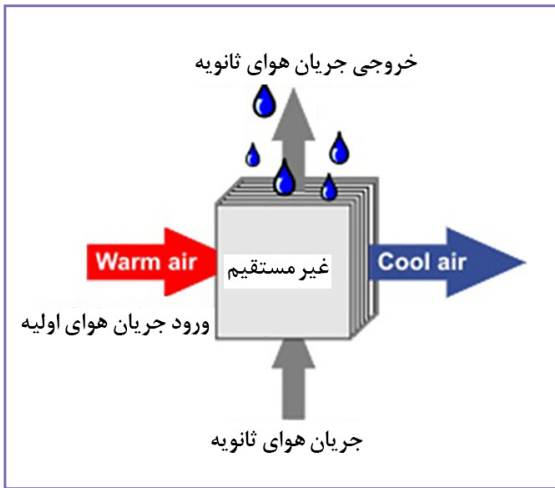 خروجی جریان هوای ثانویه
Warm air
غیر مستقیم
Cool air
ورود جریان هوای اولیه
جریان هوای ثانویه